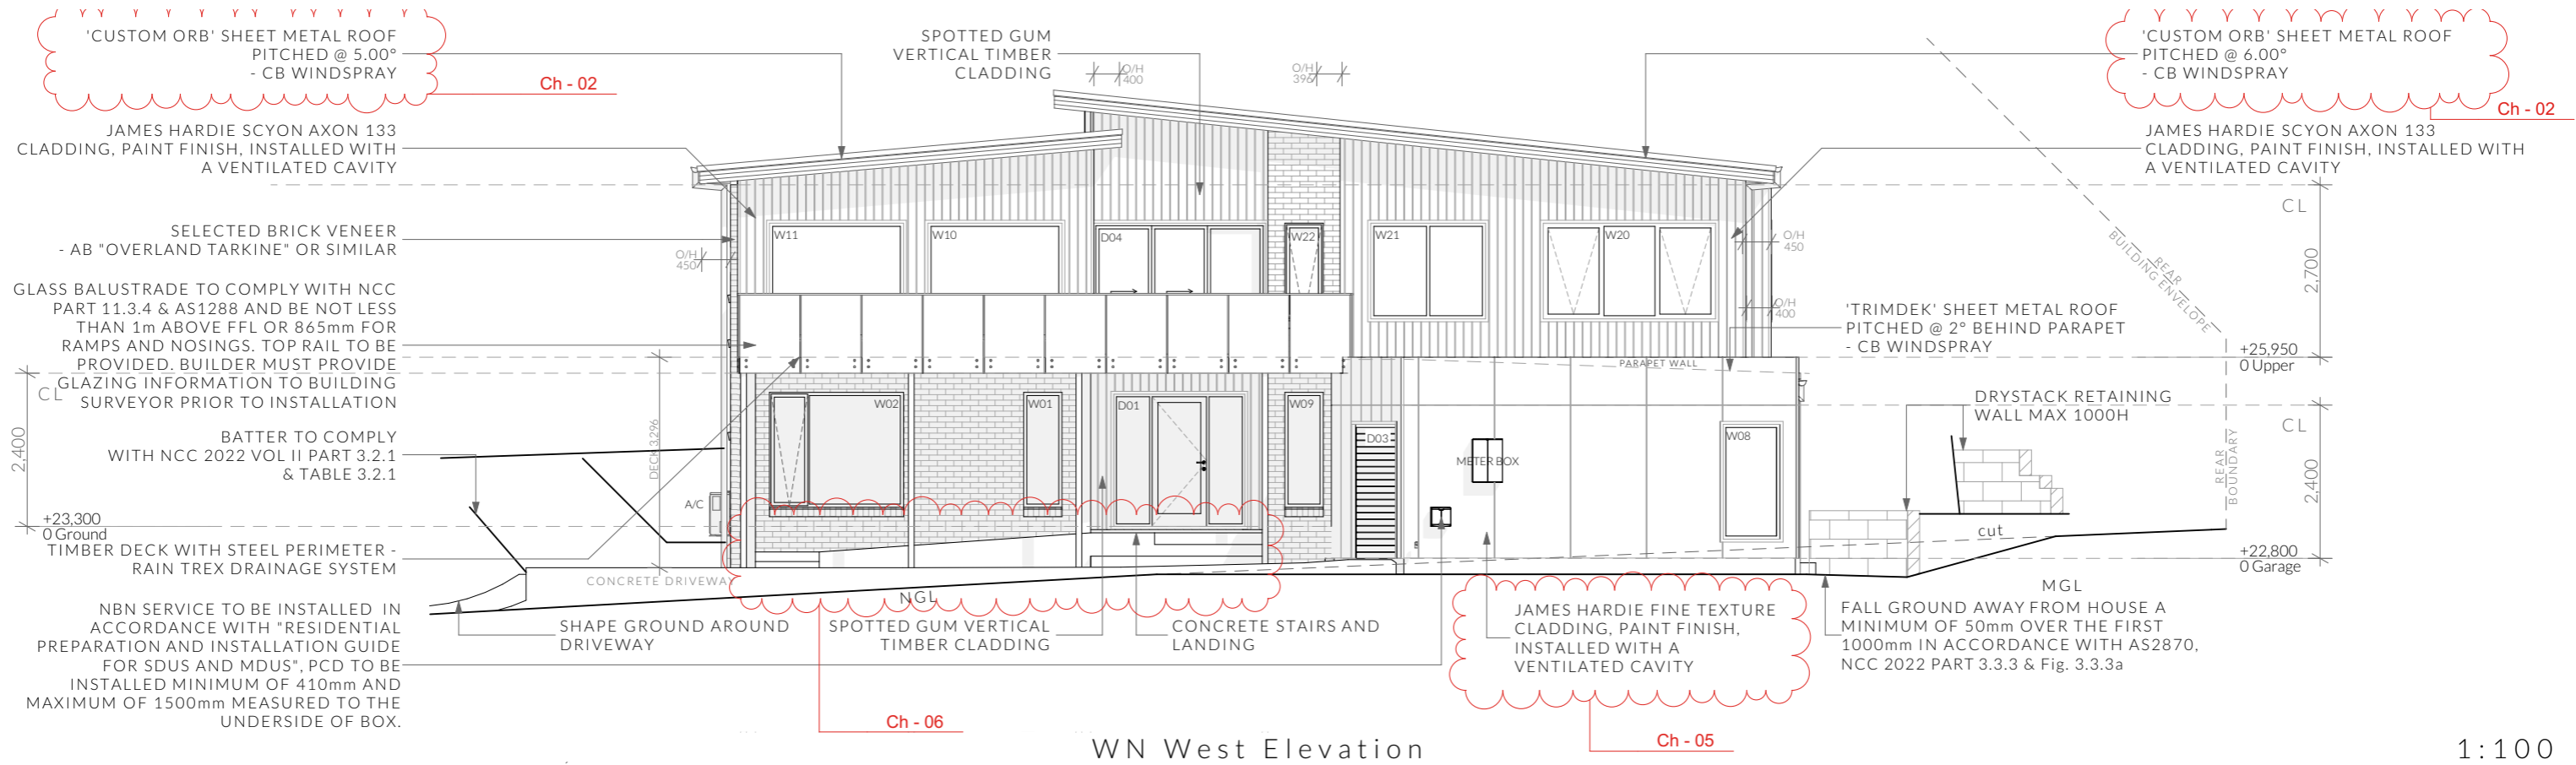 'CUSTOM ORB' SHEET METAL ROOF
PITCHED @ 5.00°
- CB WINDSPRAY
Ch - 02
JAMES HARDIE SCYON AXON 133
CLADDING, PAINT FINISH, INSTALLED WITH
A VENTILATED CAVITY
SELECTED BRICK VENEER
- AB "OVERLAND TARKINE" OR SIMILAR
GLASS BALUSTRADE TO COMPLY WITH NCC
PART 11.3.4 & AS1288 AND BE NOT LESS
THAN 1m ABOVE FFL OR 865mm FOR
RAMPS AND NOSINGS. TOP RAIL TO BE
PROVIDED. BUILDER MUST PROVIDE
GLAZING INFORMATION TO BUILDING
SURVEYOR PRIOR TO INSTALLATION
CL
2,400
BATTER TO COMPLY
WITH NCC 2022 VOL II PART 3.2.1
& TABLE 3.2.1
+23,300
0 Ground
TIMBER DECK WITH STEEL PERIMETER -
RAIN TREX DRAINAGE SYSTEM
NBN SERVICE TO BE INSTALLED IN
ACCORDANCE WITH "RESIDENTIAL
PREPARATION AND INSTALLATION GUIDE
FOR SDUS AND MDUS", PCD TO BE
INSTALLED MINIMUM OF 410mm AND
MAXIMUM OF 1500mm MEASURED TO THE
UNDERSIDE OF BOX.
SPOTTED GUM
VERTICAL TIMBER
CLADDING
O/H
400
O/H
396
O/H
450
W11
W10
D04
W22
W21
W20
O/H
450
O/H
400
DECK 3,296
A/C
W02
W01
D01
W09
D03
METER BOX
W08
PARAPET WALL
CONCRETE DRIVEWAY
NGL
SHAPE GROUND AROUND
DRIVEWAY
SPOTTED GUM VERTICAL
TIMBER CLADDING
CONCRETE STAIRS AND
LANDING
Ch - 06
JAMES HARDIE FINE TEXTURE
CLADDING, PAINT FINISH,
INSTALLED WITH A
VENTILATED CAVITY
Ch - 05
'CUSTOM ORB' SHEET METAL ROOF
PITCHED @ 6.00°
- CB WINDSPRAY
Ch - 02
JAMES HARDIE SCYON AXON 133
CLADDING, PAINT FINISH, INSTALLED WITH
A VENTILATED CAVITY
CL
2,700
REAR
BUILDING ENVELOPE
'TRIMDEK' SHEET METAL ROOF
PITCHED @ 2° BEHIND PARAPET
- CB WINDSPRAY
+25,950
0 Upper
DRYSTACK RETAINING
WALL MAX 1000H
CL
2,400
REAR
BOUNDARY
cut
+22,800
0 Garage
MGL
FALL GROUND AWAY FROM HOUSE A
MINIMUM OF 50mm OVER THE FIRST
1000mm IN ACCORDANCE WITH AS2870,
NCC 2022 PART 3.3.3 & Fig. 3.3.3a
WN West Elevation
1:100